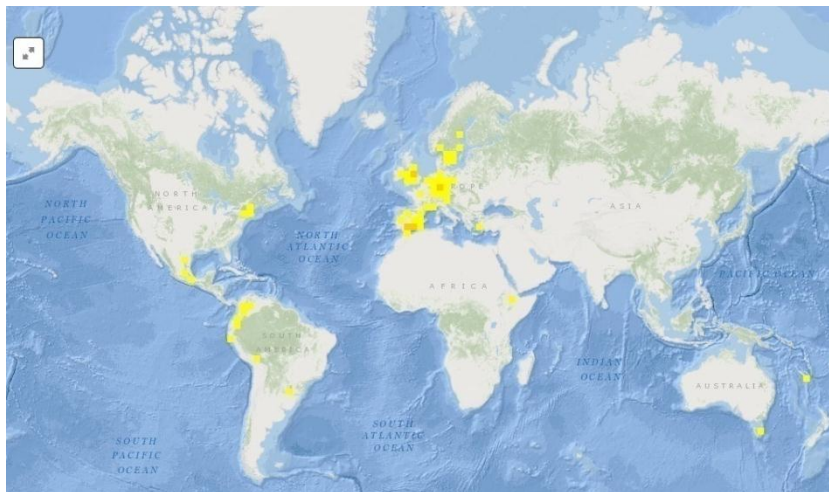 NORTH
AMERICA
EUROPE
ASIA
NORTH
PACIFIC
OCEAN
NORTH
ATLANTIC
OCEAN
PACIFIC OCEAN
AFRICA
SOUTH
AMERICA
INDIAN
OCEAN
AUSTRALIA
SOUTH
ATLANTIC
OCEAN
SOUTH
PACIFIC
OCEAN